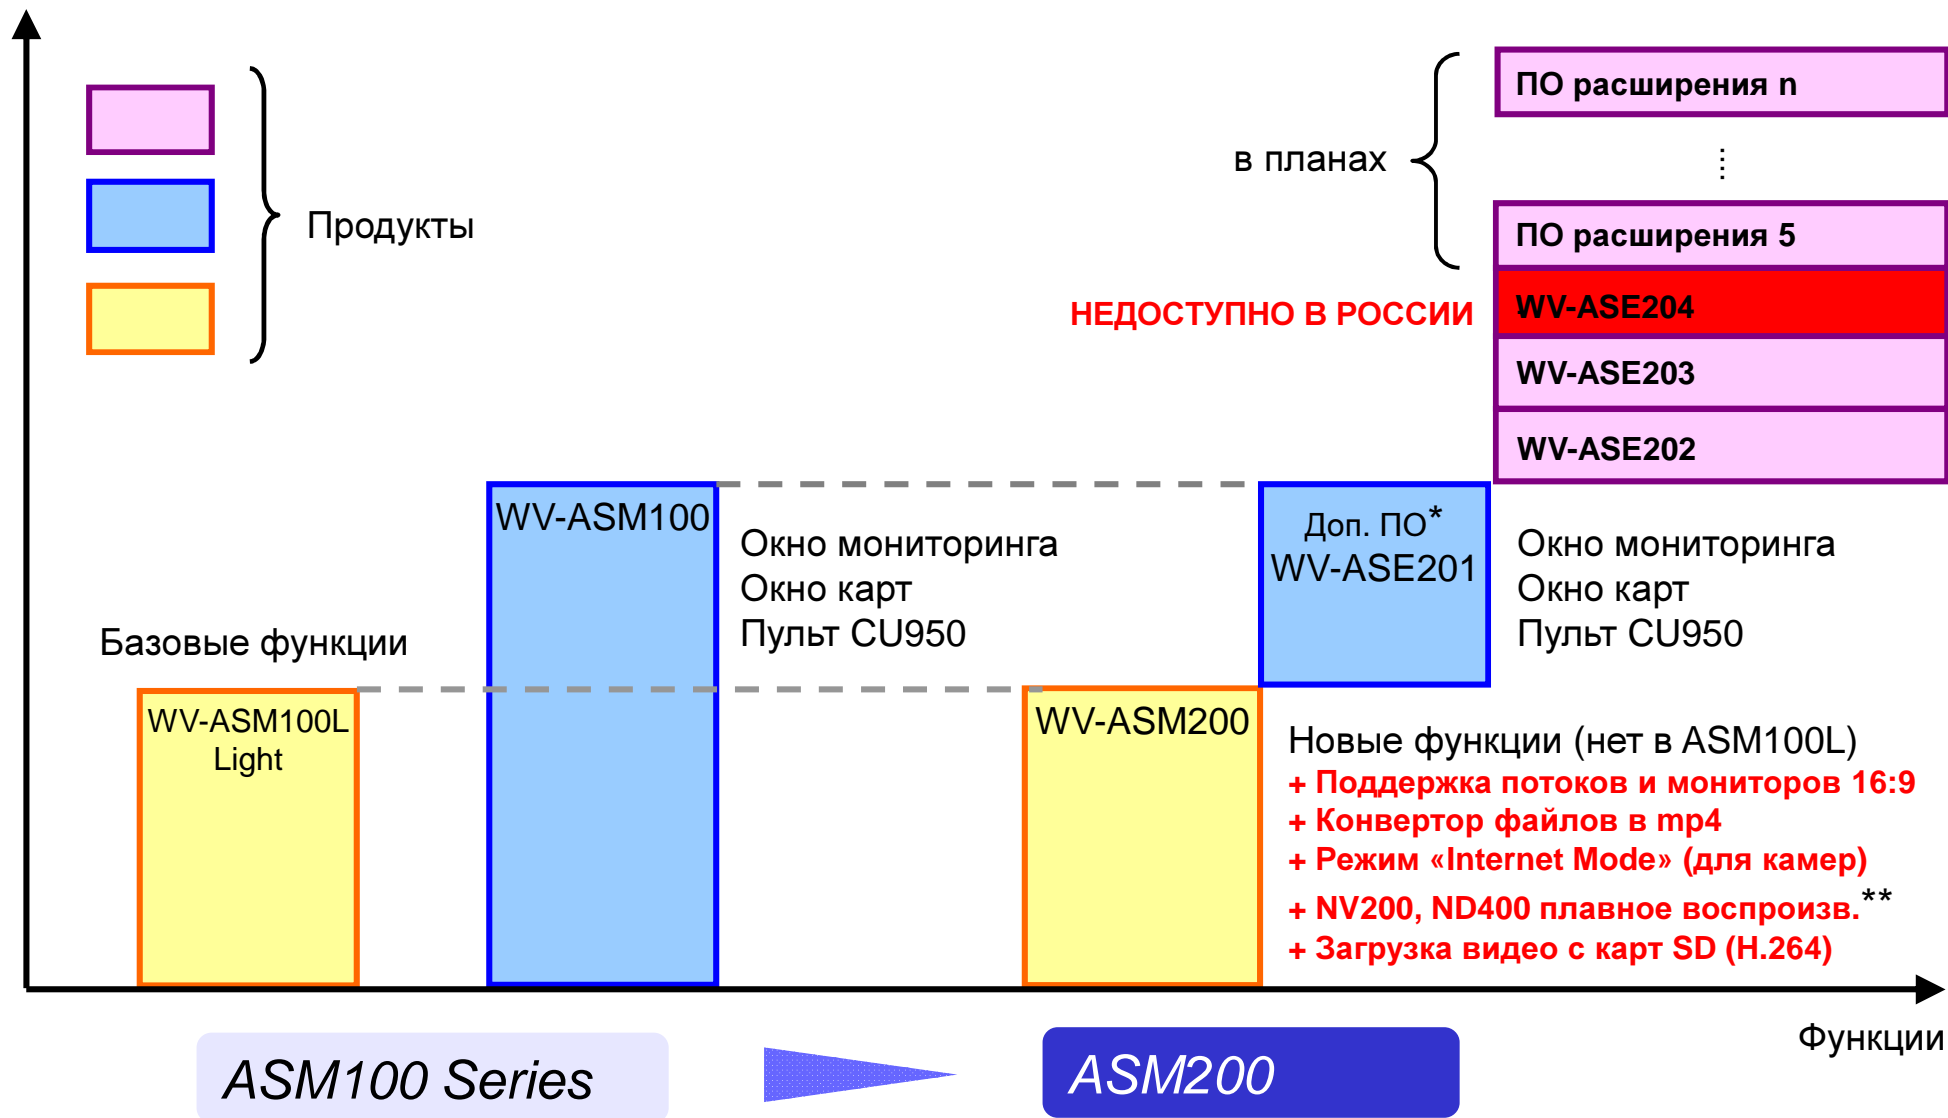 ПО расширения n
в планах
Продукты
ПО расширения 5
НЕДОСТУПНО В РОССИИ
WV-ASE204
WV-ASE203
WV-ASE202
WV-ASM100
Окно мониторинга
Окно карт
Пульт CU950
Доп. ПО*
WV-ASE201
Окно мониторинга
Окно карт
Пульт CU950
Базовые функции
WV-ASM100L
Light
WV-ASM200
Новые функции (нет в ASM100L)
+ Поддержка потоков и мониторов 16:9
+ Конвертор файлов в mp4
+ Режим «Internet Mode» (для камер)
+ NV200, ND400 плавное воспроизв.**
+ Загрузка видео с карт SD (H.264)
Функции
ASM100 Series
ASM200